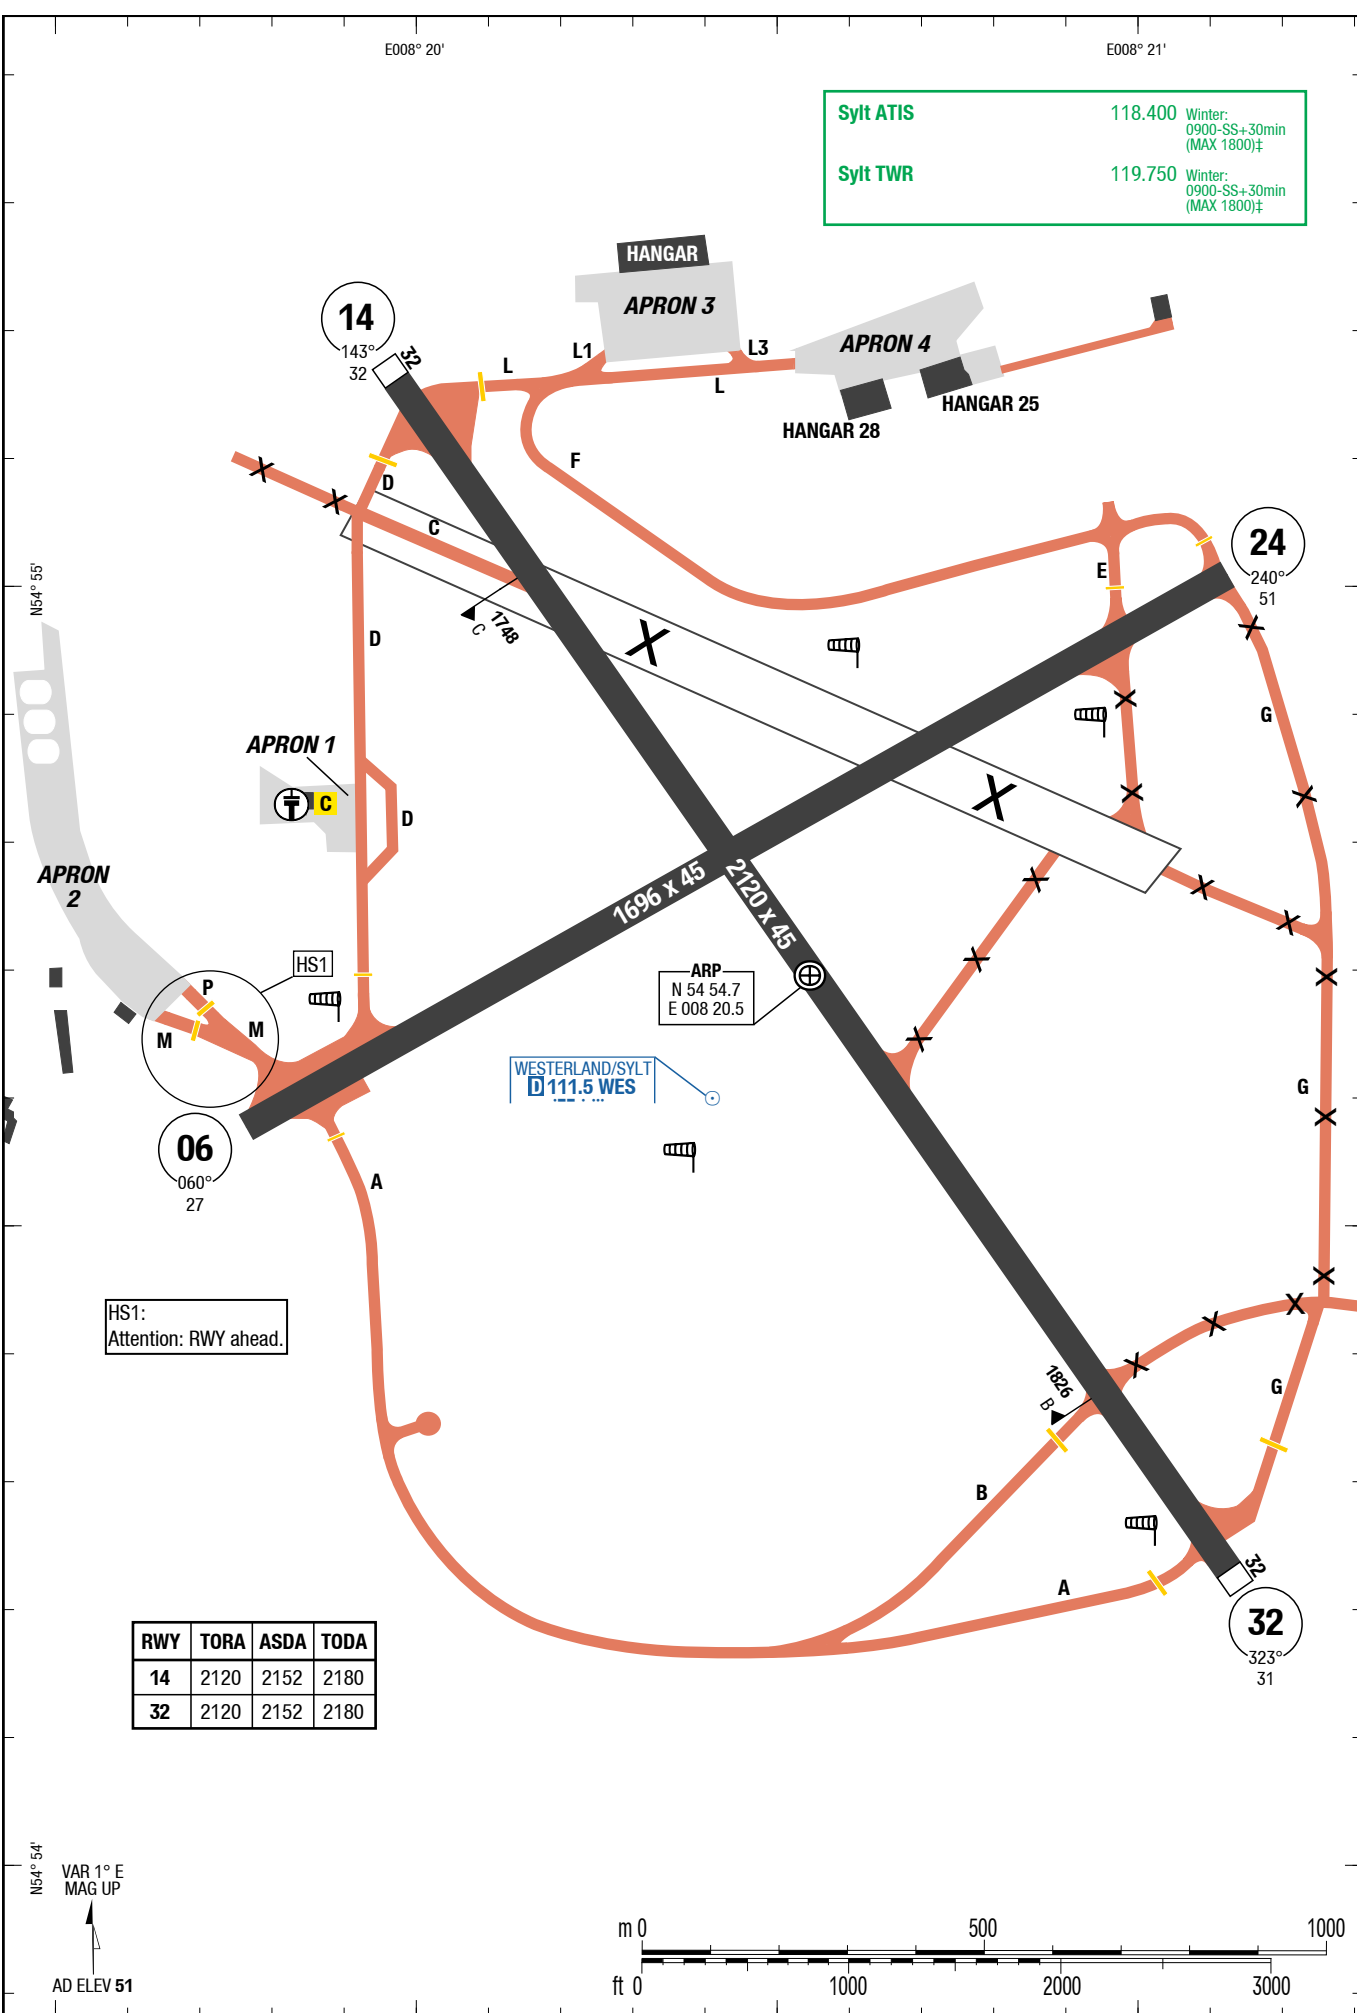 E008° 20'
E008° 21'
Sylt ATIS 118.400 Winter:
0900-SS+30min
(MAX 1800)‡
Sylt TWR 119.750 Winter:
0900-SS+30min
(MAX 1800)‡
HANGAR
APRON 3
14
143°
32
32
L
L1
L3
L
APRON 4
HANGAR 25
HANGAR 28
F
D
C
24
240°
51
E
N54° 55'
C
1748
D
G
APRON 1
C
D
APRON
2
1696 x 45
2120 x 45
HS1
ARP
N 54 54.7
E 008 20.5
P
M
M
WESTERLAND/SYLT
D 111.5 WES
G
06
060°
27
A
HS1:
Attention: RWY ahead.
1826
B
G
B
A
32
32
323°
31
RWY TORA ASDA TODA
14 2120 2152 2180
32 2120 2152 2180
N54° 54'
VAR 1° E
MAG UP
AD ELEV 51
m 0 500 1000
ft 0 1000 2000 3000